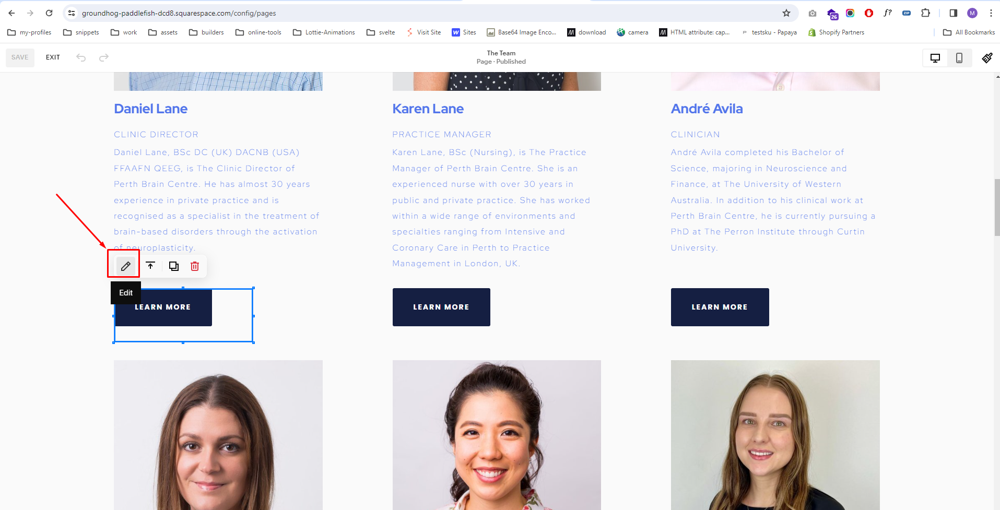 groundhog-paddlefish-dcd8.squarespace.com/config/pages
26
f?
ZIP
M
my-profiles
snippets
work
assets
builders
online-tools
Lottie-Animations
svelte
Visit Site
W Sites
Base64 Image Enco...
M download
camera
M HTML attribute: cap...
P testsku - Papaya
Shopify Partners
All Bookmarks
SAVE
EXIT
The Team
Page · Published
Daniel Lane
CLINIC DIRECTOR
Daniel Lane, BSc DC (UK) DACNB (USA)
FFAAFN QEEG, is The Clinic Director of
Perth Brain Centre. He has almost 30 years
experience in private practice and is
recognised as a specialist in the treatment of
brain-based disorders through the activation
of neuroplasticity.
Edit
LEARN MORE
Karen Lane
PRACTICE MANAGER
Karen Lane, BSc (Nursing), is The Practice
Manager of Perth Brain Centre. She is an
experienced nurse with over 30 years in
public and private practice. She has worked
within a wide range of environments and
specialties ranging from Intensive and
Coronary Care in Perth to Practice
Management in London, UK.
LEARN MORE
André Avila
CLINICIAN
André Avila completed his Bachelor of
Science, majoring in Neuroscience and
Finance, at The University of Western
Australia. In addition to his clinical work at
Perth Brain Centre, he is currently pursuing a
PhD at The Perron Institute through Curtin
University.
LEARN MORE